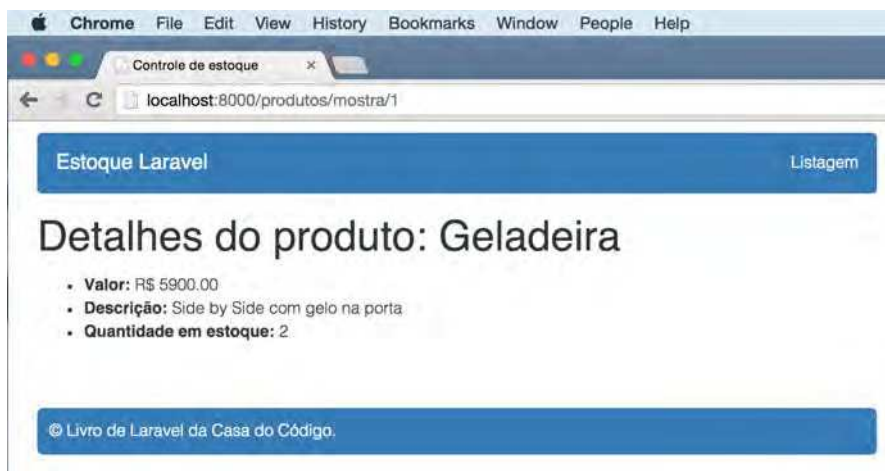 Chrome File Edit View History Bookmarks Window People Help
Controle de estoque ×
localhost:8000/produtos/mostra/1
Estoque Laravel Listagem
Detalhes do produto: Geladeira
• Valor: R$ 5900.00
• Descrição: Side by Side com gelo na porta
• Quantidade em estoque: 2
© Livro de Laravel da Casa do Código.